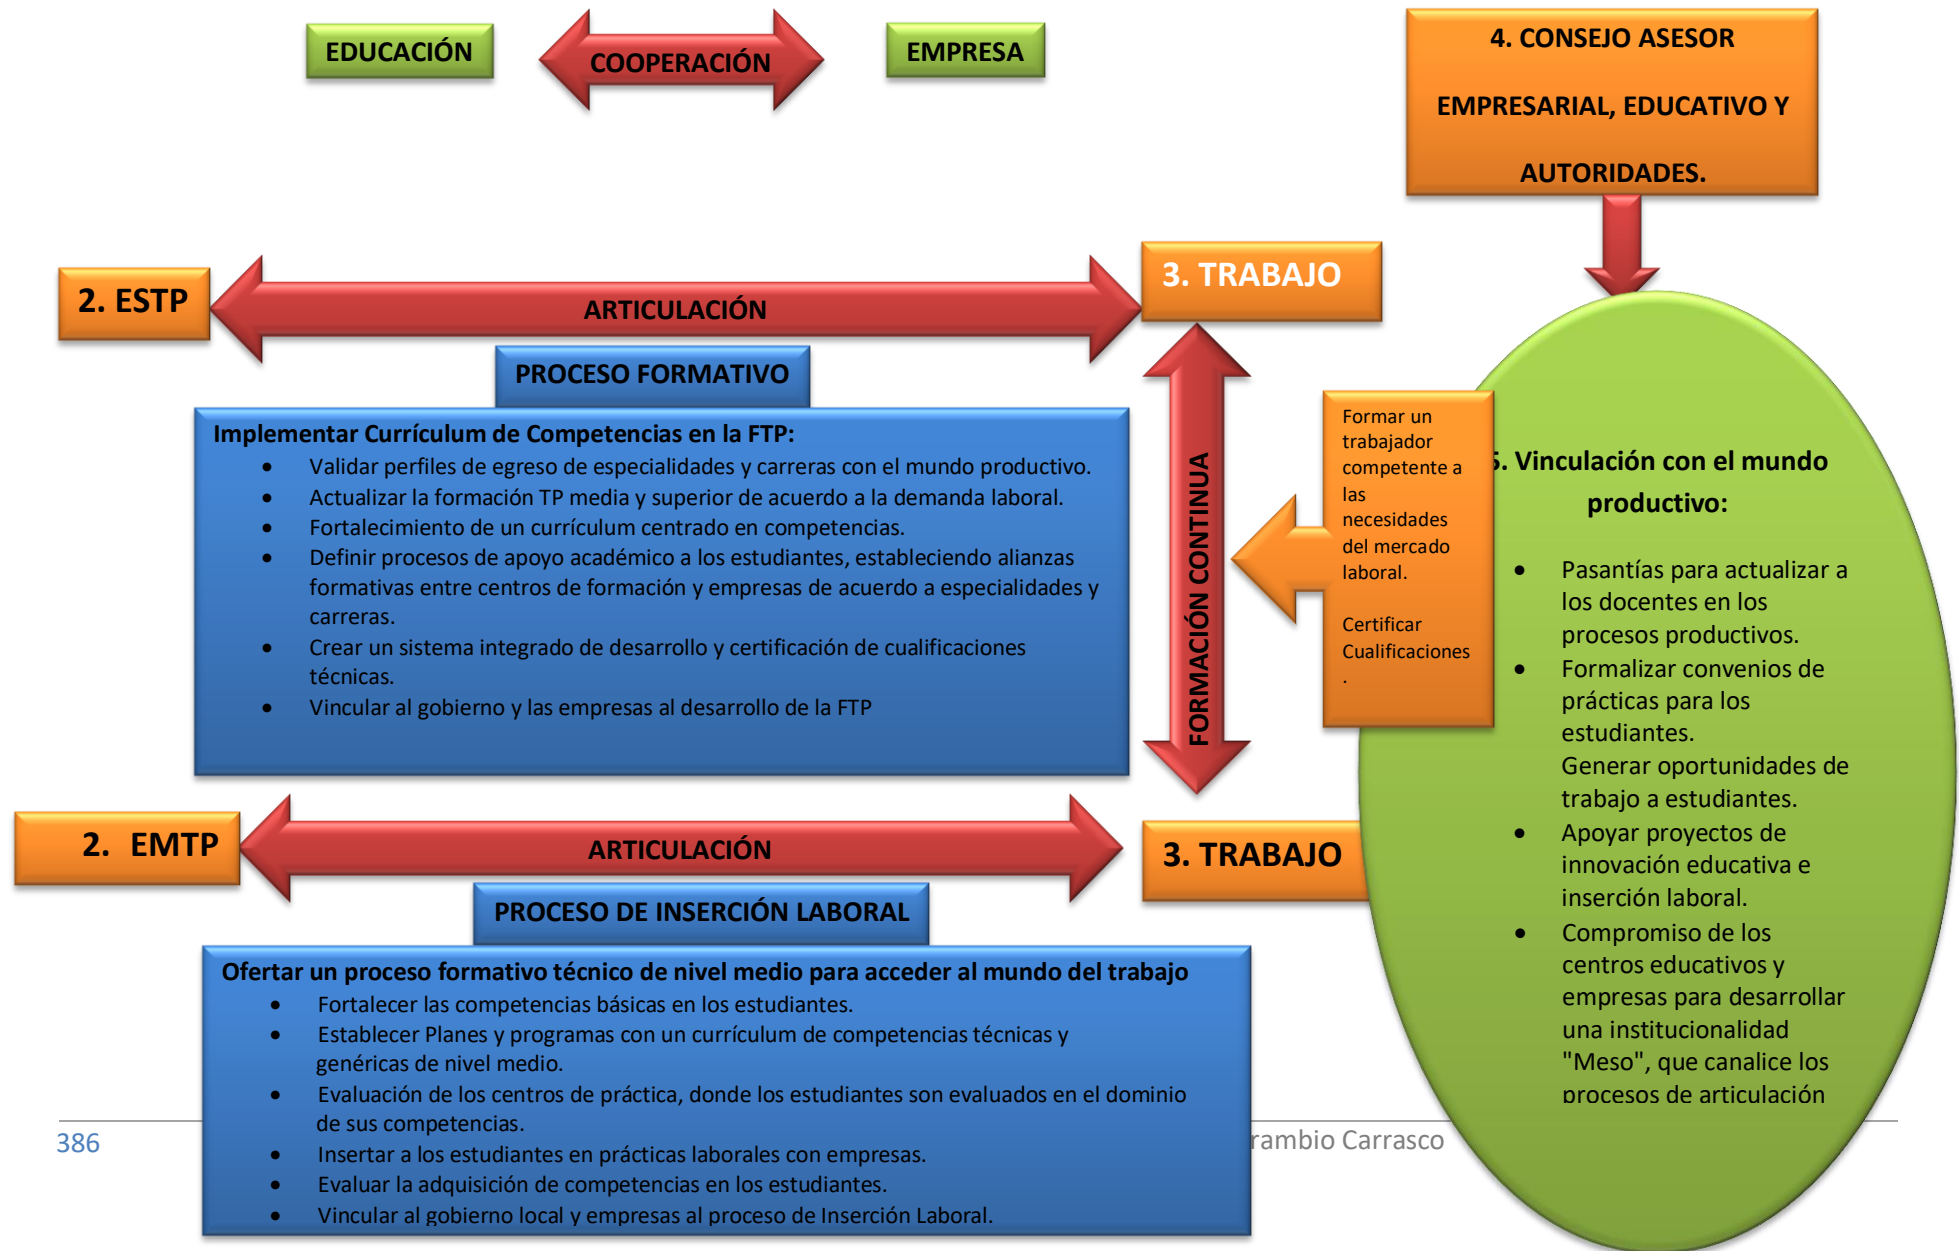 EDUCACIÓN
COOPERACIÓN
EMPRESA
4. CONSEJO ASESOR
EMPRESARIAL, EDUCATIVO Y
AUTORIDADES.
2. ESTP
ARTICULACIÓN
3. TRABAJO
PROCESO FORMATIVO
Implementar Currículum de Competencias en la FTP:
• Validar perfiles de egreso de especialidades y carreras con el mundo productivo.
• Actualizar la formación TP media y superior de acuerdo a la demanda laboral.
• Fortalecimiento de un currículum centrado en competencias.
• Definir procesos de apoyo académico a los estudiantes, estableciendo alianzas
formativas entre centros de formación y empresas de acuerdo a especialidades y
carreras.
• Crear un sistema integrado de desarrollo y certificación de cualificaciones
técnicas.
• Vincular al gobierno y las empresas al desarrollo de la FTP
FORMACIÓN CONTINUA
Formar un
trabajador
competente a
las
necesidades
del mercado
laboral.
Certificar
Cualificaciones
.
5. Vinculación con el mundo
productivo:
• Pasantías para actualizar a
los docentes en los
procesos productivos.
• Formalizar convenios de
prácticas para los
estudiantes.
Generar oportunidades de
trabajo a estudiantes.
• Apoyar proyectos de
innovación educativa e
inserción laboral.
• Compromiso de los
centros educativos y
empresas para desarrollar
una institucionalidad
"Meso", que canalice los
procesos de articulación
2. EMTP
ARTICULACIÓN
3. TRABAJO
PROCESO DE INSERCIÓN LABORAL
Ofertar un proceso formativo técnico de nivel medio para acceder al mundo del trabajo
• Fortalecer las competencias básicas en los estudiantes.
• Establecer Planes y programas con un currículum de competencias técnicas y
genéricas de nivel medio.
• Evaluación de los centros de práctica, donde los estudiantes son evaluados en el dominio
de sus competencias.
• Insertar a los estudiantes en prácticas laborales con empresas.
• Evaluar la adquisición de competencias en los estudiantes.
• Vincular al gobierno local y empresas al proceso de Inserción Laboral.
386
rambio Carrasco